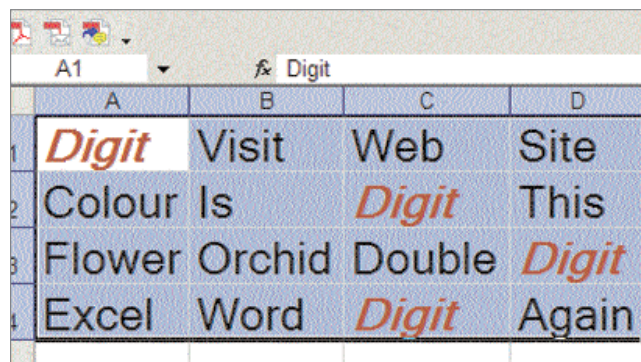 A1 fx Digit
A B C D
1 Digit Visit Web Site
2 Colour Is Digit This
3 Flower Orchid Double Digit
4 Excel Word Digit Again